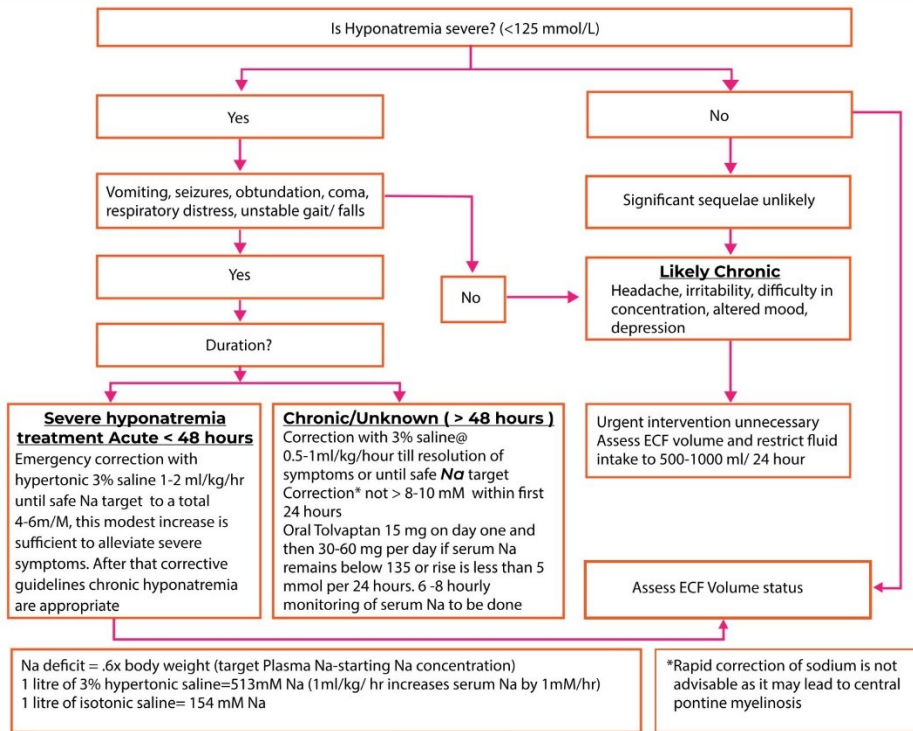 Is Hyponatremia severe? (<125 mmol/L)
Yes
No
Vomiting, seizures, obtundation, coma,
respiratory distress, unstable gait/ falls
Significant sequelae unlikely
Yes
No
Likely Chronic
Headache, irritability, difficulty in
concentration, altered mood,
depression
Duration?
Severe hyponatremia
treatment Acute < 48 hours
Emergency correction with
hypertonic 3% saline 1-2 ml/kg/hr
until safe Na target to a total
4-6m/M, this modest increase is
sufficient to alleviate severe
symptoms. After that corrective
guidelines chronic hyponatremia
are appropriate
Chronic/Unknown ( > 48 hours )
Correction with 3% saline@
0.5-1ml/kg/hour till resolution of
symptoms or until safe Na target
Correction* not > 8-10 mM within first
24 hours
Oral Tolvaptan 15 mg on day one and
then 30-60 mg per day if serum Na
remains below 135 or rise is less than 5
mmol per 24 hours. 6 -8 hourly
monitoring of serum Na to be done
Urgent intervention unnecessary
Assess ECF volume and restrict fluid
intake to 500-1000 ml/ 24 hour
Assess ECF Volume status
Na deficit = .6x body weight (target Plasma Na-starting Na concentration)
1 litre of 3% hypertonic saline=513mM Na (1ml/kg/ hr increases serum Na by 1mM/hr)
1 litre of isotonic saline= 154 mM Na
*Rapid correction of sodium is not
advisable as it may lead to central
pontine myelinosis